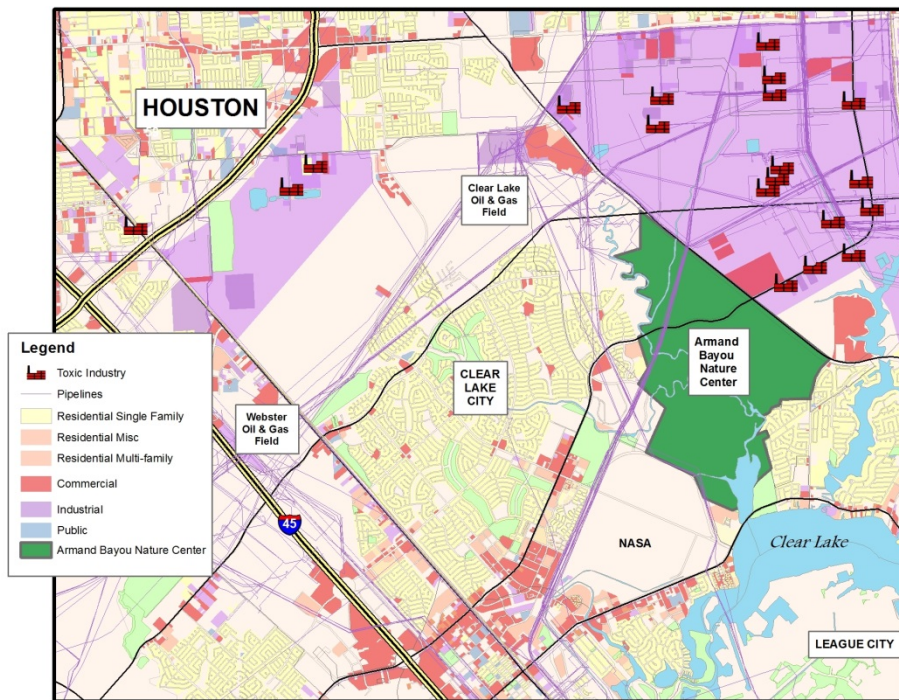 HOUSTON
Clear Lake
Oil & Gas
Field
Armand
Bayou
Nature
Center
CLEAR
LAKE
CITY
Webster
Oil & Gas
Field
45
NASA
Clear Lake
LEAGUE CITY
Legend
Toxic Industry
Pipelines
Residential Single Family
Residential Misc
Residential Multi-family
Commercial
Industrial
Public
Armand Bayou Nature Center